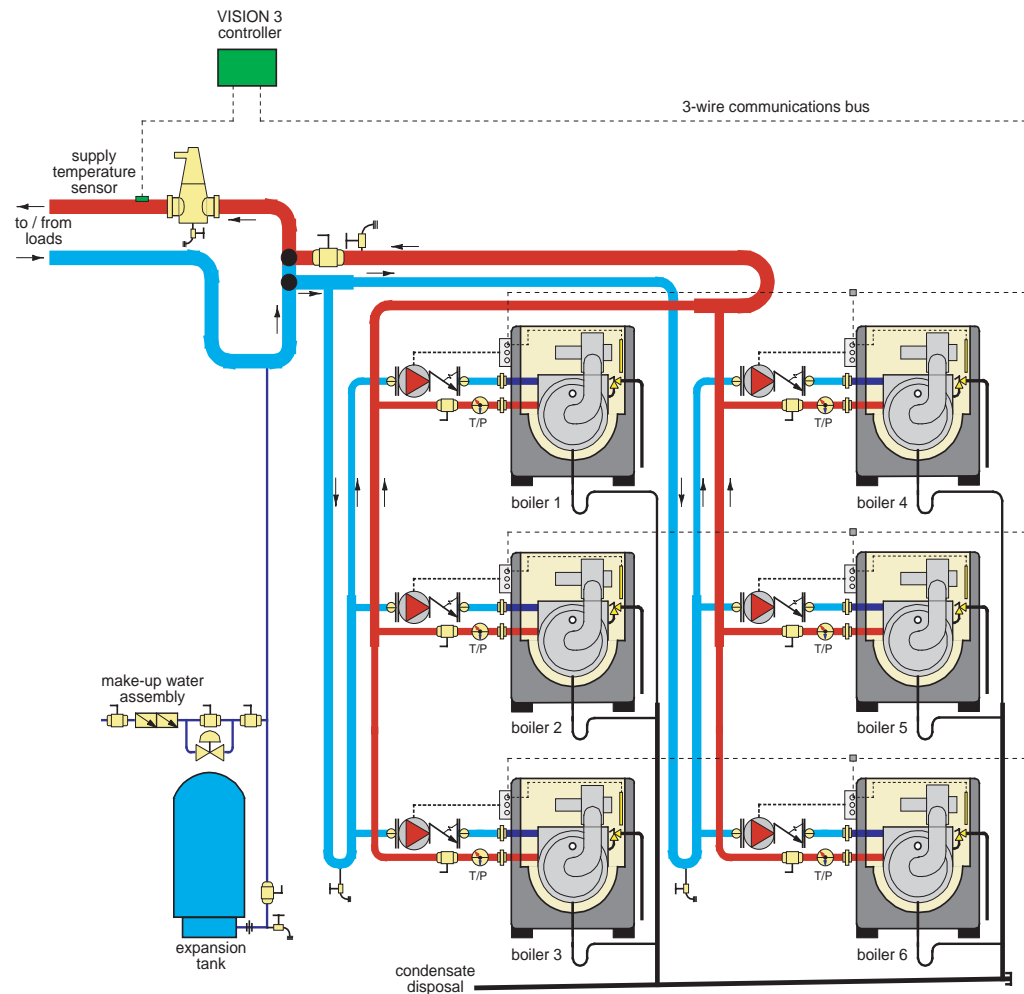 VISION 3
controller
3-wire communications bus
supply
temperature
sensor
to / from
loads
T/P
T/P
boiler 1
boiler 4
T/P
T/P
make-up water
assembly
boiler 2
boiler 5
T/P
T/P
expansion
tank
boiler 3
boiler 6
condensate
disposal